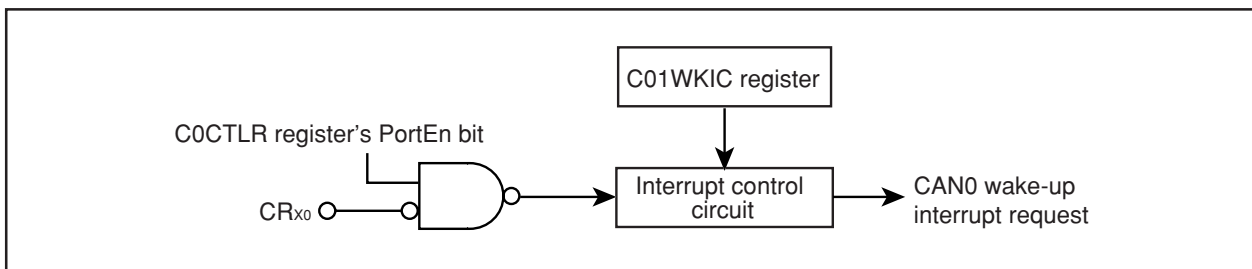 C01WKIC register
C0CTLR register's PortEn bit
CRX0
Interrupt control
circuit
CAN0 wake-up
interrupt request